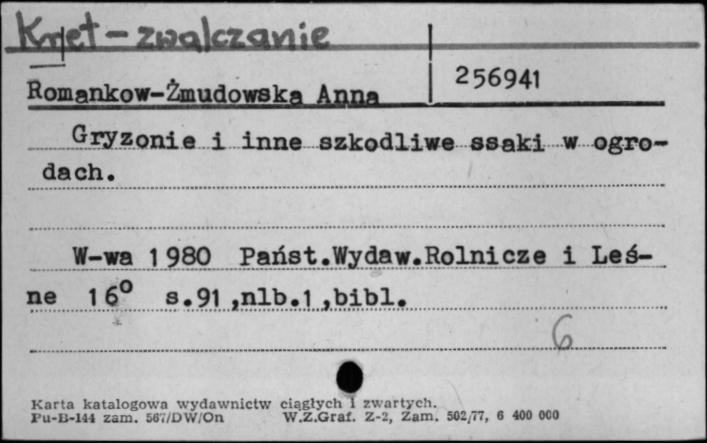 Kret – zwalczanie
256941
Romankow-Żmudowska Anna
Gryzonie i inne szkodliwe ssaki w ogro-
dach.
W-wa 1980 Państ.Wydaw.Rolnicze i Leś-
ne 16° s.91,nlb.1,bibl.
6
Karta katalogowa wydawnictw ciągłych i zwartych.
Pu-B-144 zam. 567/DW/On W.Z.Graf. Z-2, Zam. 502/77, 6 400 000